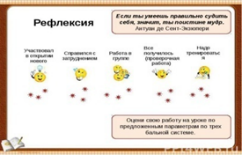 Рефлексия
Если ты умеешь правильно судить
себя, значит, ты поистине мудр.
Антуан де Сент-Экзюпери
Участвовал
в открытии
нового
Справился с
затруднением
Работа в
группе
Все
получилось
(проверочная
работа)
Надо
тренироваться
Оцени свою работу на уроке по
предложенным параметрам по трех
бальной системе.